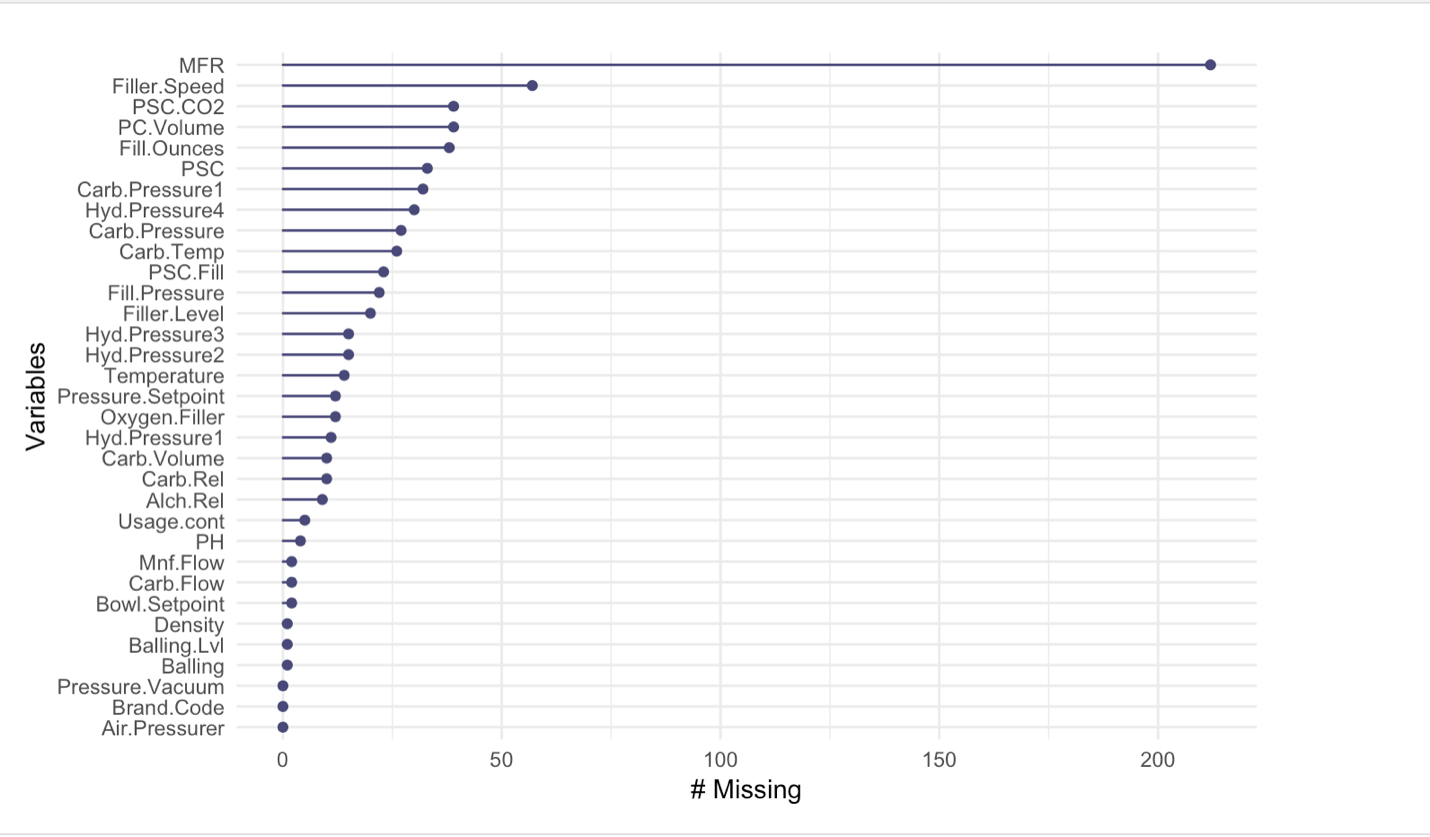 MFR
Filler.Speed
PSC.CO2
PC.Volume
Fill.Ounces
PSC
Carb.Pressure1
Hyd.Pressure4
Carb.Pressure
Carb.Temp
PSC.Fill
Fill.Pressure
Filler.Level
Hyd.Pressure3
Hyd.Pressure2
Temperature
Pressure.Setpoint
Oxygen.Filler
Hyd.Pressure1
Carb.Volume
Carb.Rel
Alch.Rel
Usage.cont
PH
Mnf.Flow
Carb.Flow
Bowl.Setpoint
Density
Balling.Lvl
Balling
Pressure.Vacuum
Brand.Code
Air.Pressurer
Variables
0 50 100 150 200
# Missing